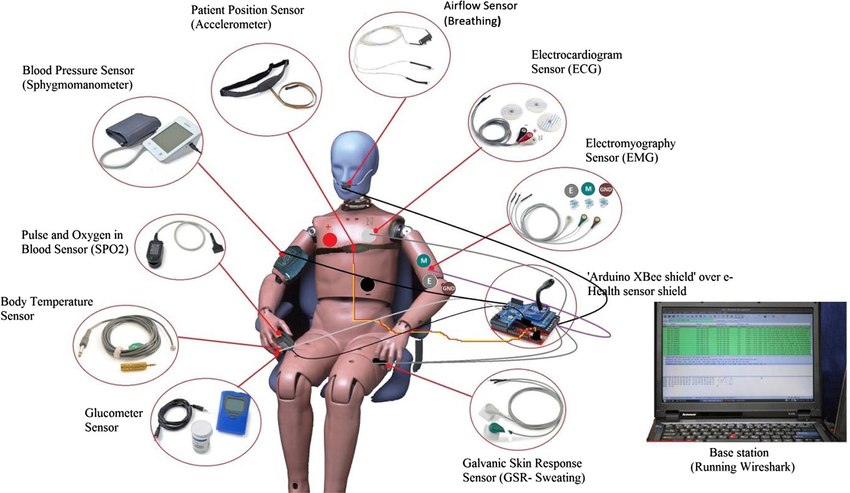 Patient Position Sensor
(Accelerometer)
Airflow Sensor
(Breathing)
Blood Pressure Sensor
(Sphygmomanometer)
Electrocardiogram
Sensor (ECG)
Electromyography
Sensor (EMG)
E
M
GND
Pulse and Oxygen in
Blood Sensor (SPO2)
+
N
M
E
GND
-
'Arduino XBee shield' over e-
Health sensor shield
Body Temperature
Sensor
Glucometer
Sensor
Galvanic Skin Response
Sensor (GSR- Sweating)
Base station
(Running Wireshark)